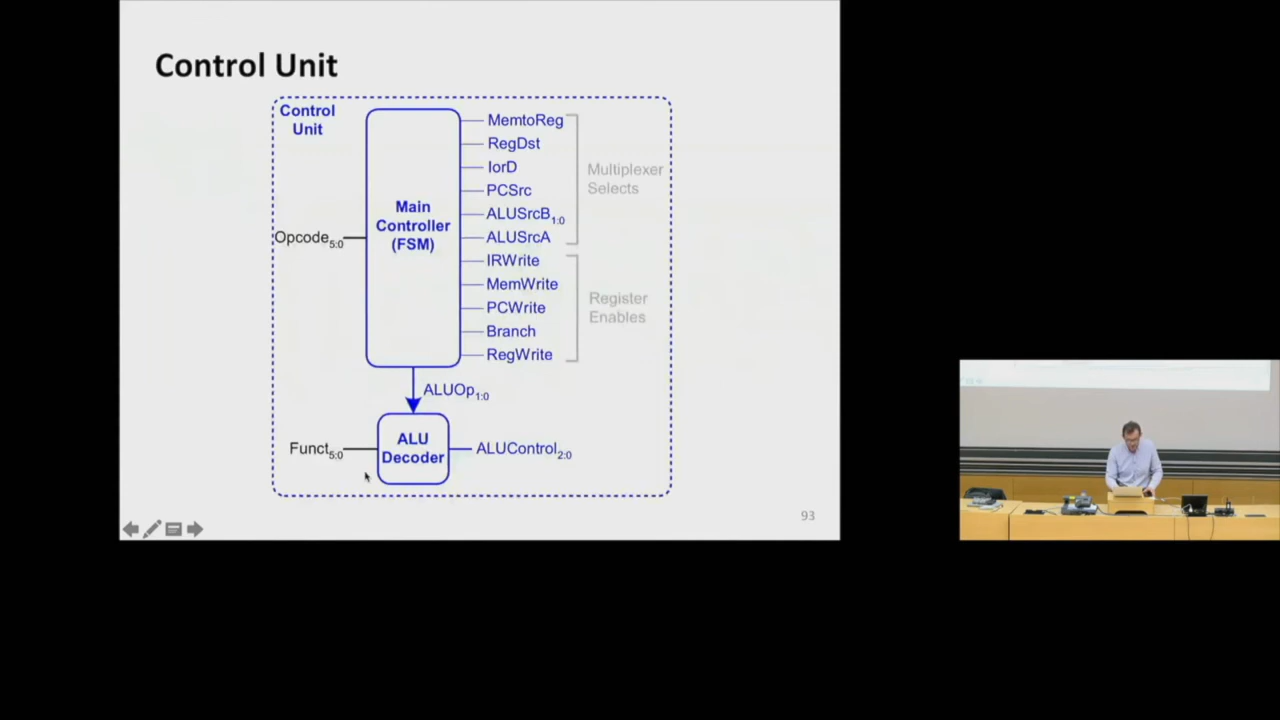 Control Unit
Control
Unit
MemtoReg
RegDst
IorD
PCSrc
ALUSrcB1:0
ALUSrcA
IRWrite
MemWrite
PCWrite
Branch
RegWrite
Multiplexer
Selects
Register
Enables
Main
Controller
(FSM)
Opcode5:0
ALUOp1:0
Funct5:0
ALU
Decoder
ALUControl2:0
93